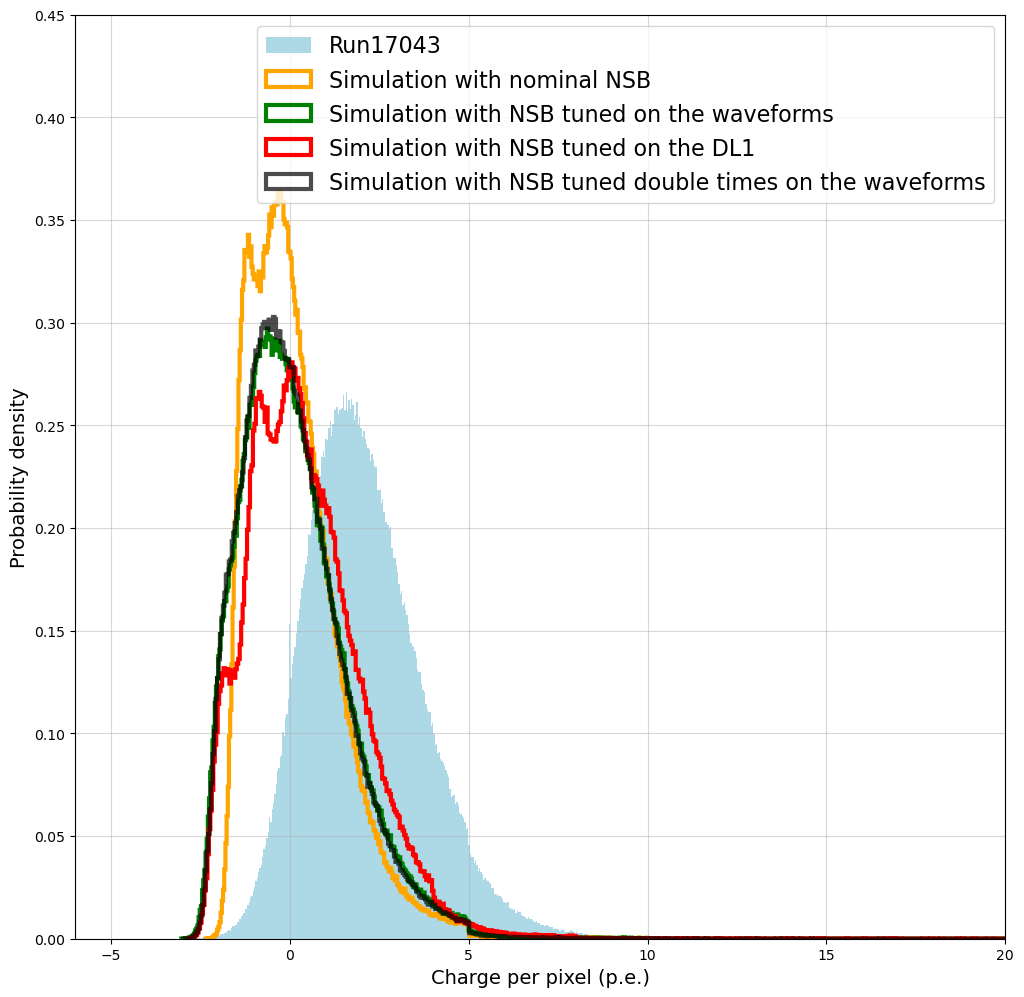 0.45
0.40
0.35
0.30
0.25
0.20
0.15
0.10
0.05
0.00
Probability density
Run17043
Simulation with nominal NSB
Simulation with NSB tuned on the waveforms
Simulation with NSB tuned on the DL1
Simulation with NSB tuned double times on the waveforms
−5
0
5
10
15
20
Charge per pixel (p.e.)